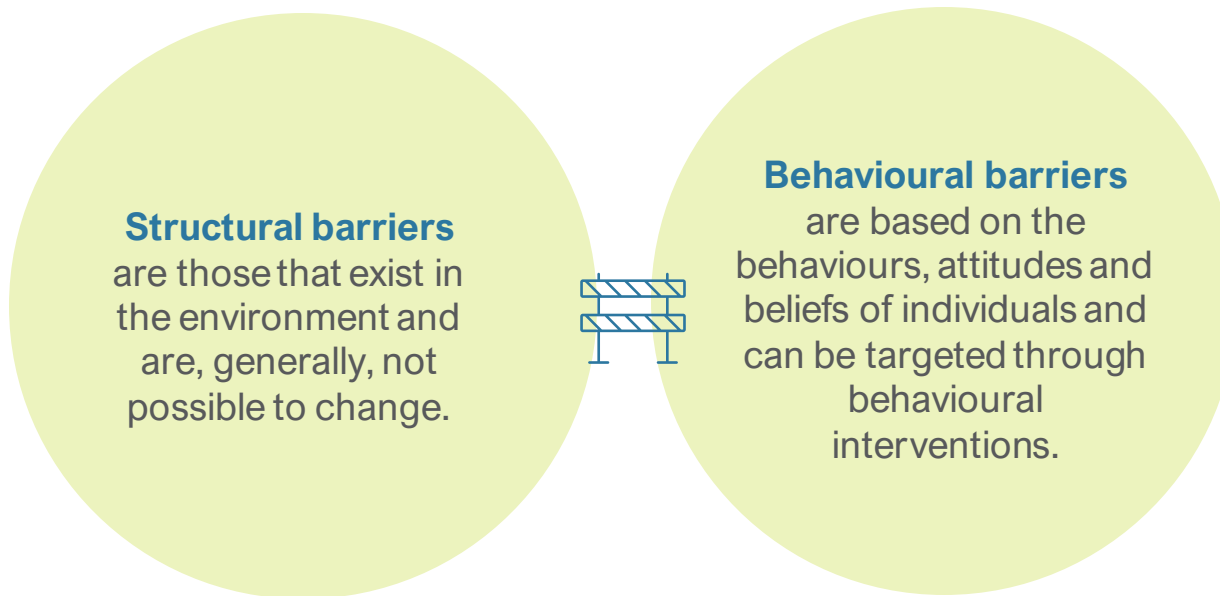 Structural barriers
are those that exist in
the environment and
are, generally, not
possible to change.
Behavioural barriers
are based on the
behaviours, attitudes and
beliefs of individuals and
can be targeted through
behavioural
interventions.